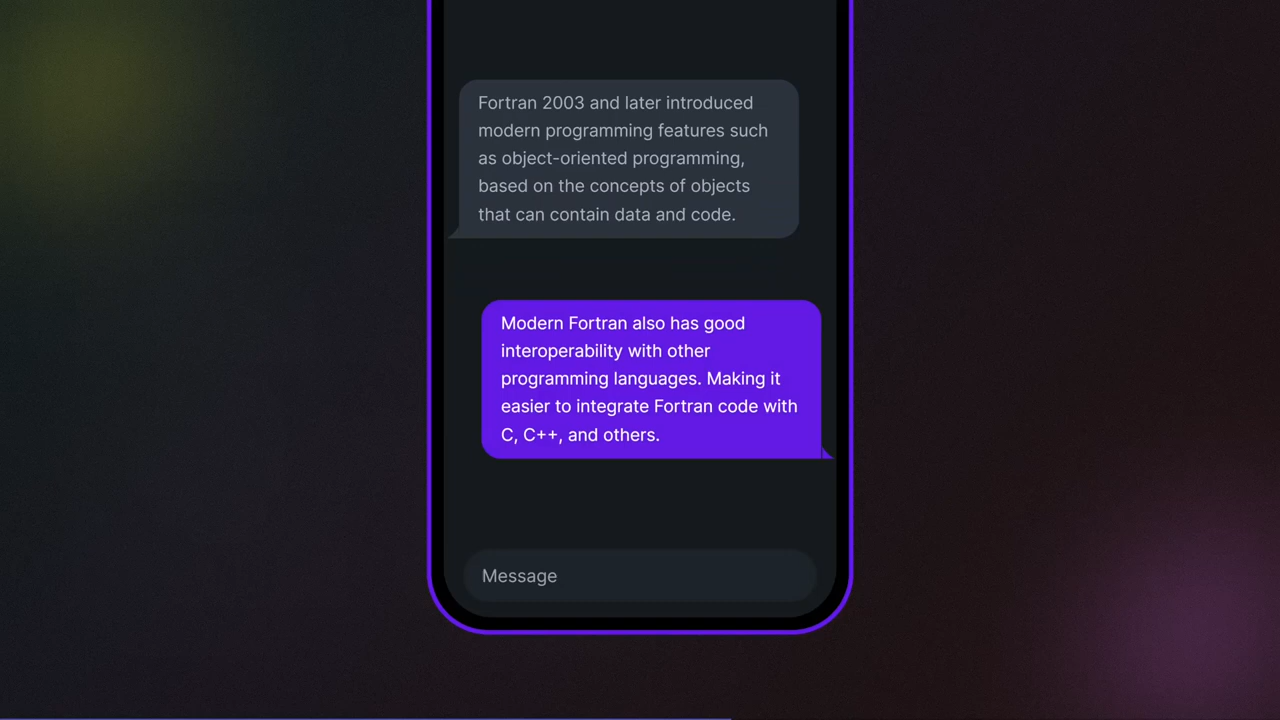 Fortran 2003 and later introduced
modern programming features such
as object-oriented programming,
based on the concepts of objects
that can contain data and code.
Modern Fortran also has good
interoperability with other
programming languages. Making it
easier to integrate Fortran code with
C, C++, and others.
Message